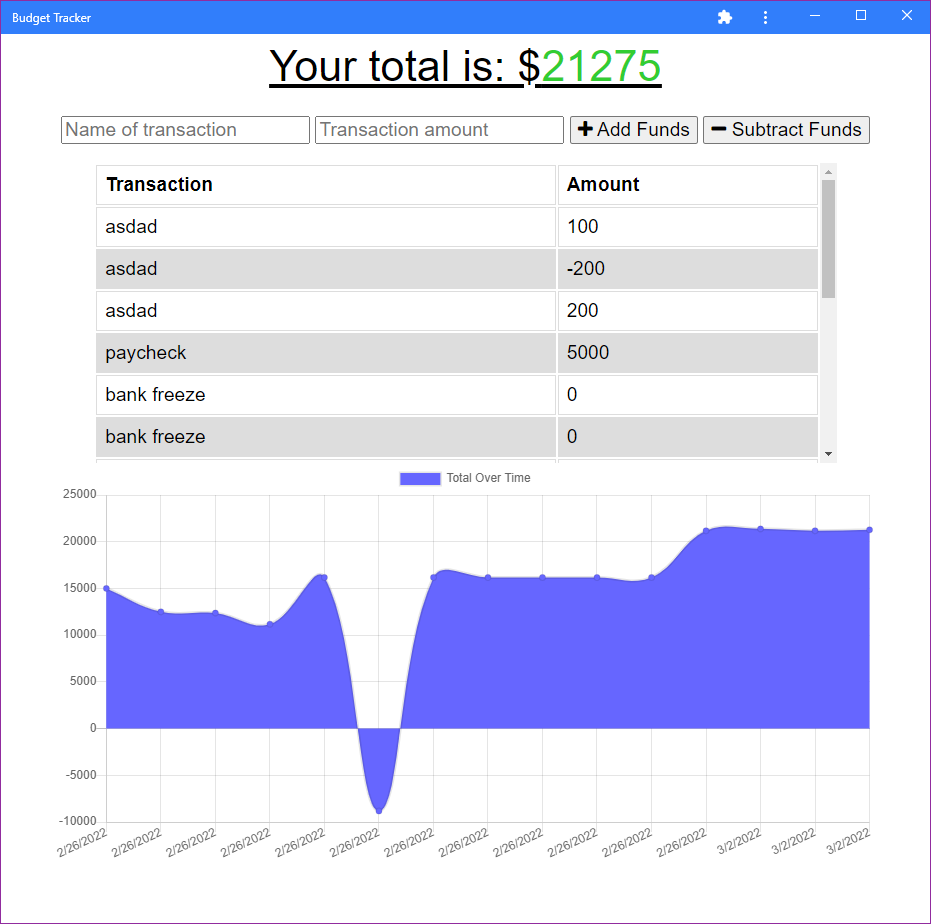 Budget Tracker
Your total is: $21275
Name of transaction Transaction amount Add Funds Subtract Funds
Transaction Amount
asdad 100
asdad -200
asdad 200
paycheck 5000
bank freeze 0
bank freeze 0
Total Over Time
25000
20000
15000
10000
5000
0
-5000
-10000
2/26/2022 2/26/2022 2/26/2022 2/26/2022 2/26/2022 2/26/2022 2/26/2022 2/26/2022 2/26/2022 2/26/2022 2/26/2022 2/26/2022 3/2/2022 3/2/2022 3/2/2022